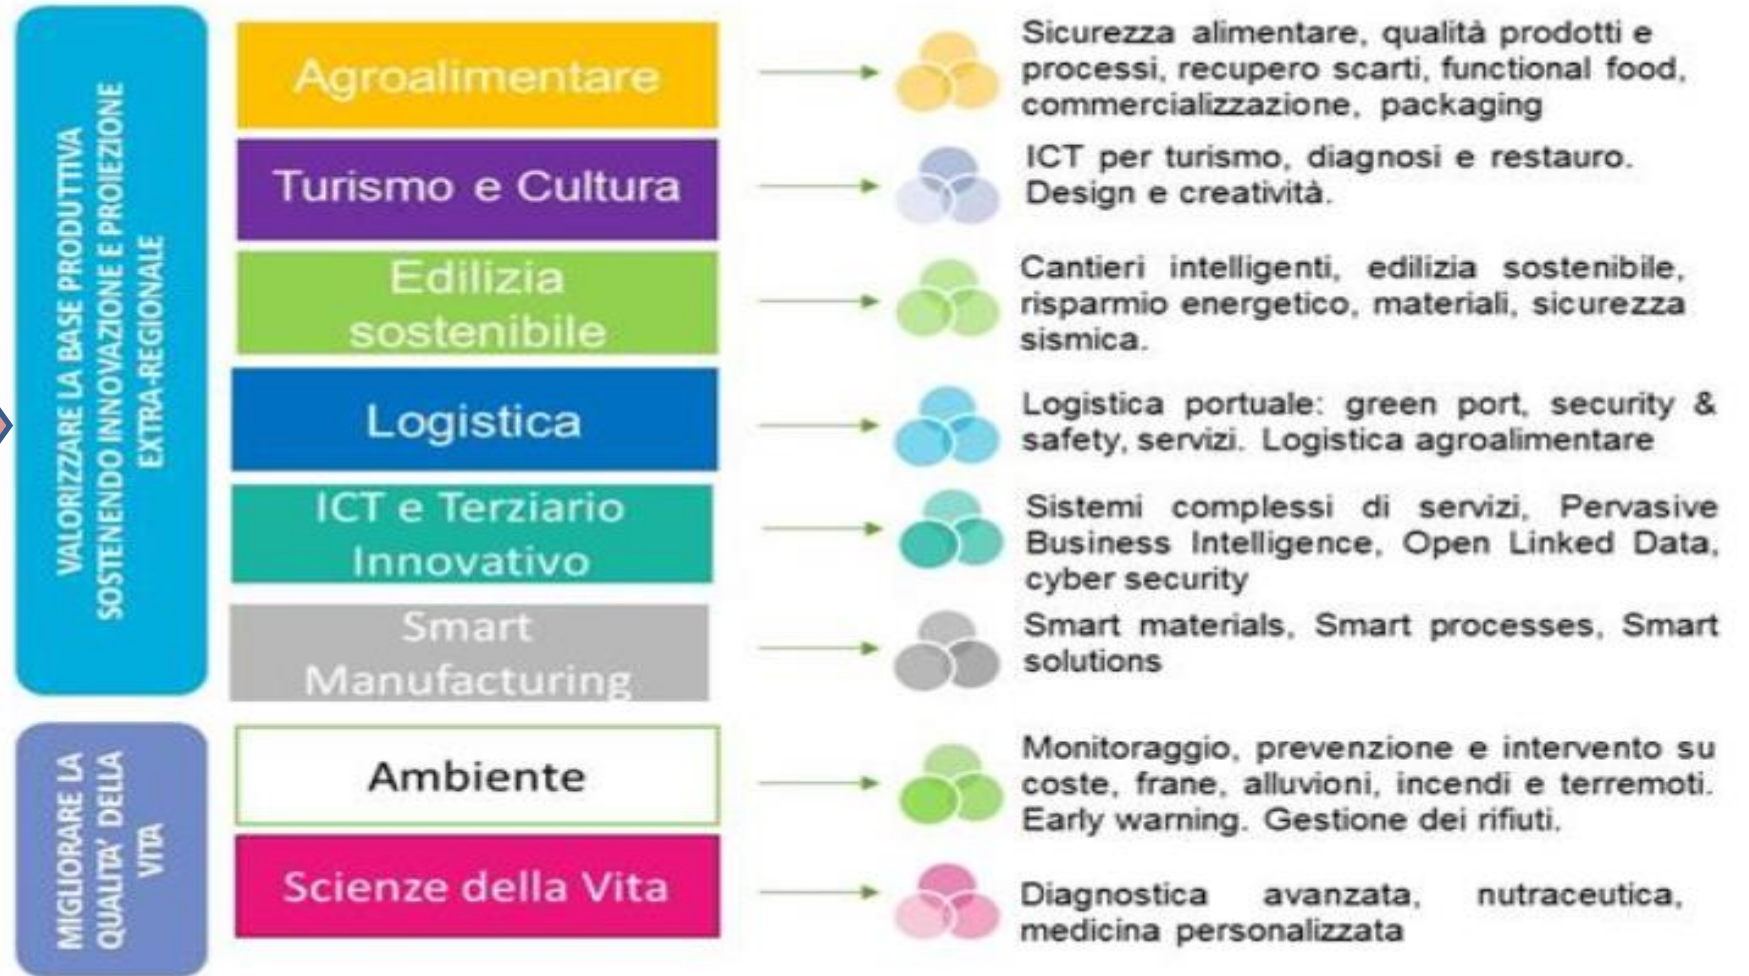 VALORIZZARE LA BASE PRODUTTIVA
SOSTENENDO INNOVAZIONE E PROIEZIONE
EXTRA-REGIONALE
Agroalimentare
Sicurezza alimentare, qualità prodotti e
processi, recupero scarti, functional food,
commercializzazione, packaging
Turismo e Cultura
ICT per turismo, diagnosi e restauro.
Design e creatività.
Edilizia
sostenibile
Cantieri intelligenti, edilizia sostenibile,
risparmio energetico, materiali, sicurezza
sismica.
Logistica
Logistica portuale: green port, security &
safety, servizi. Logistica agroalimentare
ICT e Terziario
Innovativo
Sistemi complessi di servizi, Pervasive
Business Intelligence, Open Linked Data,
cyber security
Smart
Manufacturing
Smart materials, Smart processes, Smart
solutions
MIGLIORARE LA
QUALITA' DELLA
VITA
Ambiente
Monitoraggio, prevenzione e intervento su
coste, frane, alluvioni, incendi e terremoti.
Early warning. Gestione dei rifiuti.
Scienze della Vita
Diagnostica avanzata, nutraceutica,
medicina personalizzata